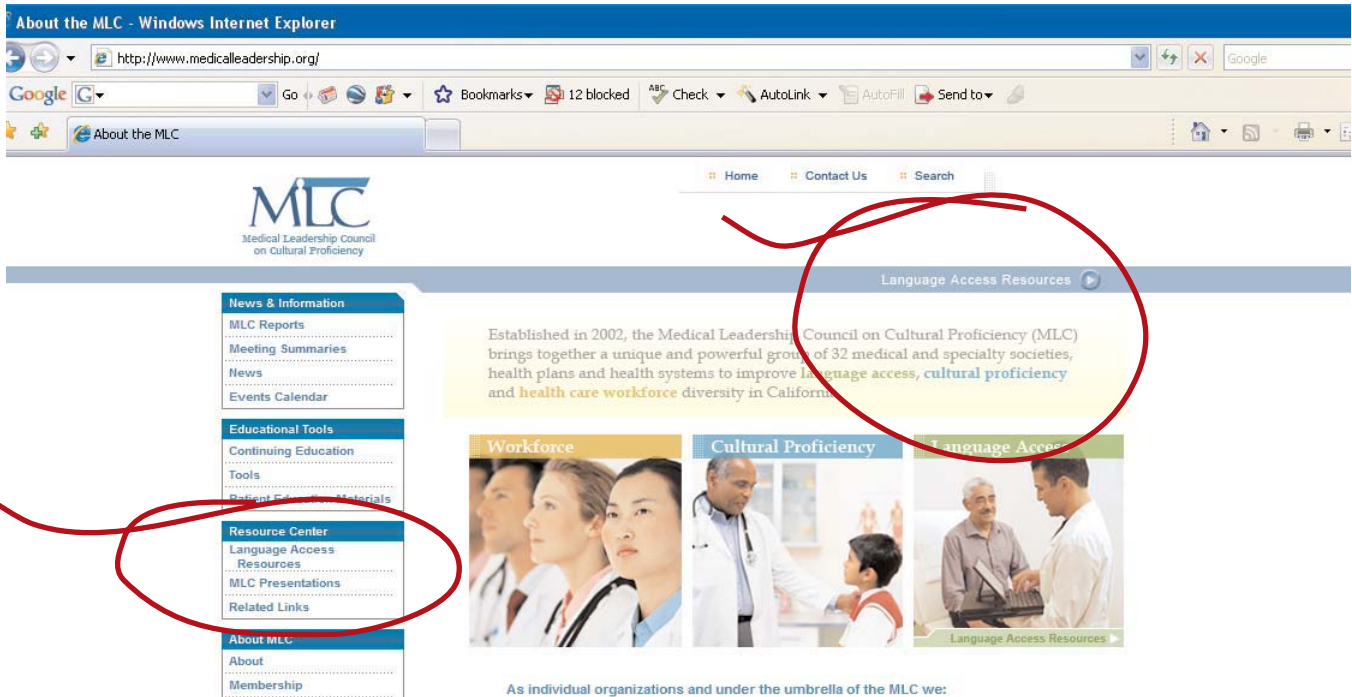 About the MLC - Windows Internet Explorer
http://www.medicalleadership.org/
Google
Google G
Go
Bookmarks
12 blocked
ABC
Check
AutoLink
AutoFill
Send to
About the MLC
Home
Contact Us
Search
MLC
Medical Leadership Council
on Cultural Proficiency
Language Access Resources
News & Information
MLC Reports
Meeting Summaries
News
Events Calendar
Educational Tools
Continuing Education
Tools
Patient Education Materials
Resource Center
Language Access
Resources
MLC Presentations
Related Links
About MLC
About
Membership
Established in 2002, the Medical Leadership Council on Cultural Proficiency (MLC)
brings together a unique and powerful group of 32 medical and specialty societies,
health plans and health systems to improve language access, cultural proficiency
and health care workforce diversity in California.
Workforce
Cultural Proficiency
Language Access
Language Access Resources
As individual organizations and under the umbrella of the MLC we: